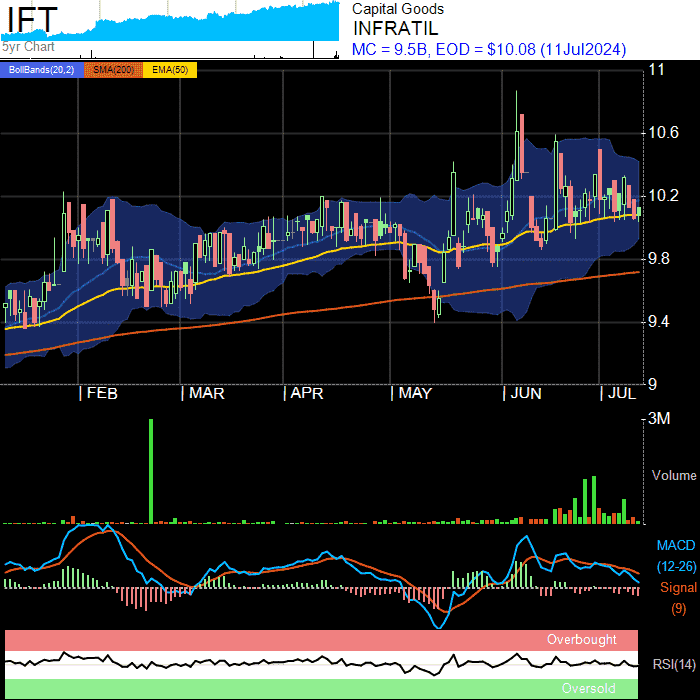 IFT
5yr Chart
Capital Goods
INFRATIL
MC = 9.5B, EOD = $10.08 (11Jul2024)
BollBands(20,2) SMA(200) EMA(50)
11
10.6
10.2
9.8
9.4
9
| FEB | MAR | APR | MAY | JUN | JUL
3M
Volume
MACD
(12-26)
Signal
(9)
Overbought
RSI(14)
Oversold